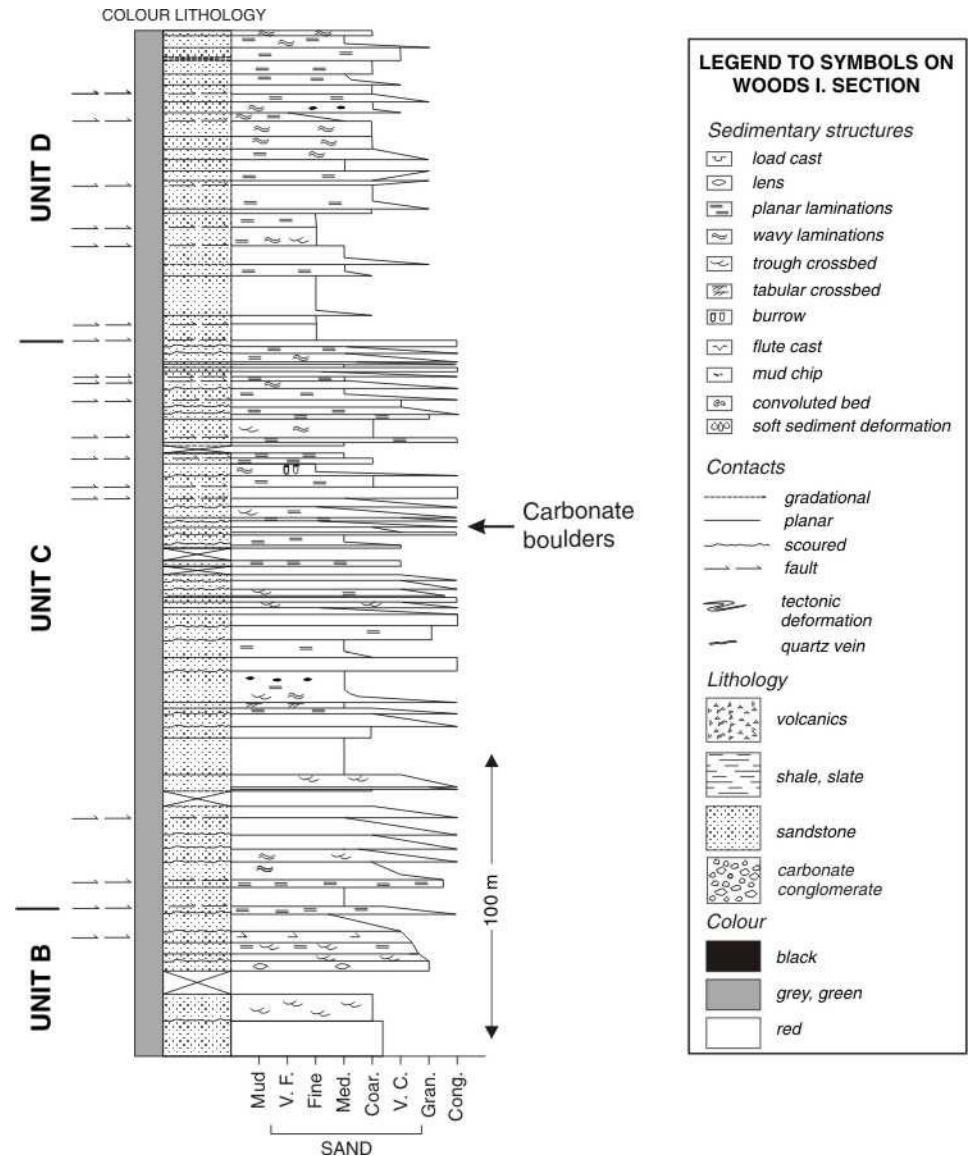 COLOUR LITHOLOGY
UNIT D
UNIT C
UNIT B
Carbonate
boulders
100 m
Mud
V. F.
Fine
Med.
Coar.
V. C.
Gran.
Cong.
SAND
LEGEND TO SYMBOLS ON
WOODS I. SECTION
Sedimentary structures
load cast
lens
planar laminations
wavy laminations
trough crossbed
tabular crossbed
burrow
flute cast
mud chip
convoluted bed
soft sediment deformation
Contacts
gradational
planar
scoured
fault
tectonic
deformation
quartz vein
Lithology
volcanics
shale, slate
sandstone
carbonate
conglomerate
Colour
black
grey, green
red